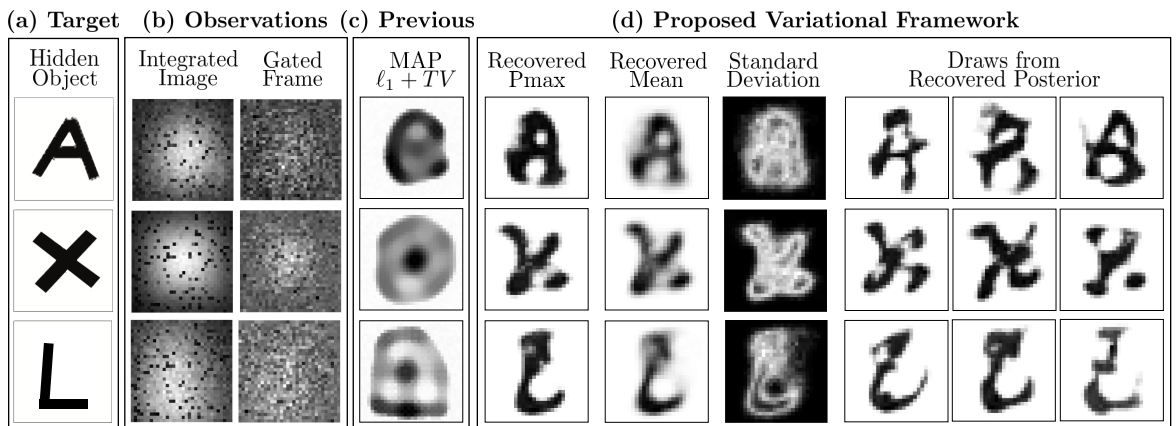 (a) Target
(b) Observations
(c) Previous
(d) Proposed Variational Framework
Hidden
Object
Integrated
Image
Gated
Frame
MAP
ℓ₁ + TV
Recovered
Pmax
Recovered
Mean
Standard
Deviation
Draws from
Recovered Posterior
A
X
L